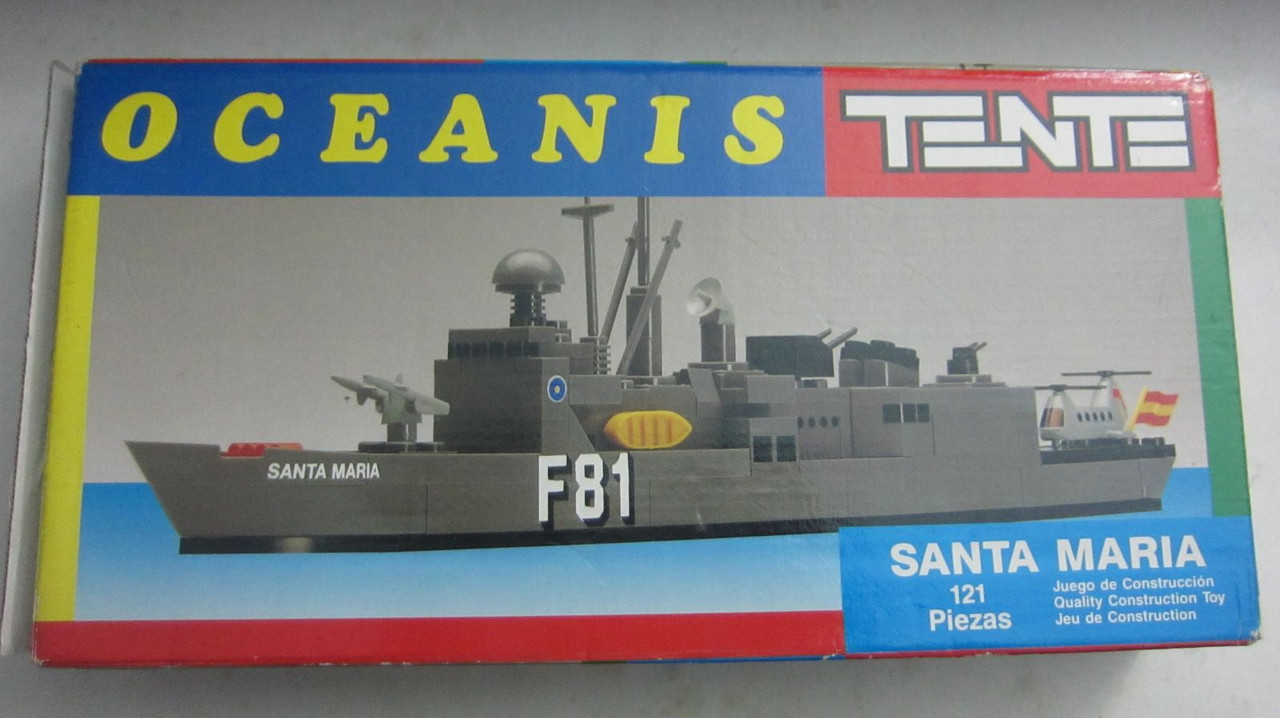 OCEANIS
TENTE
SANTA MARIA
F81
SANTA MARIA
121
Piezas
Juego de Construcción
Quality Construction Toy
Jeu de Construction